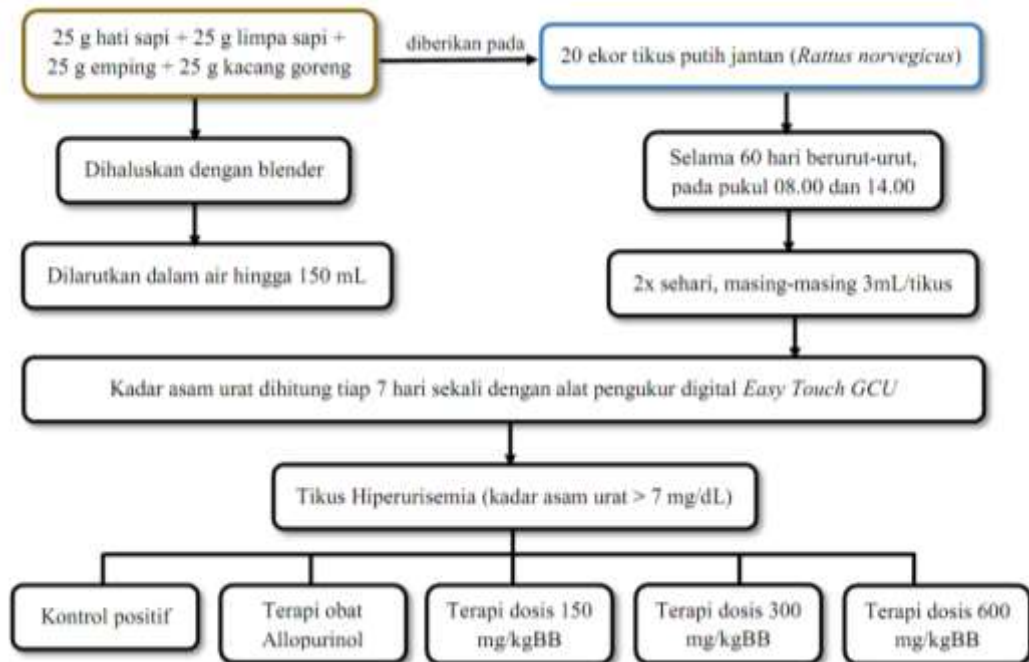 25 g hati sapi + 25 g limpa sapi +
25 g emping + 25 g kacang goreng
diberikan pada
20 ekor tikus putih jantan (Rattus norvegicus)
Dihaluskan dengan blender
Selama 60 hari berurut-urut,
pada pukul 08.00 dan 14.00
Dilarutkan dalam air hingga 150 mL
2x sehari, masing-masing 3mL/tikus
Kadar asam urat dihitung tiap 7 hari sekali dengan alat pengukur digital Easy Touch GCU
Tikus Hiperurisemia (kadar asam urat > 7 mg/dL)
Kontrol positif
Terapi obat
Allopurinol
Terapi dosis 150
mg/kgBB
Terapi dosis 300
mg/kgBB
Terapi dosis 600
mg/kgBB